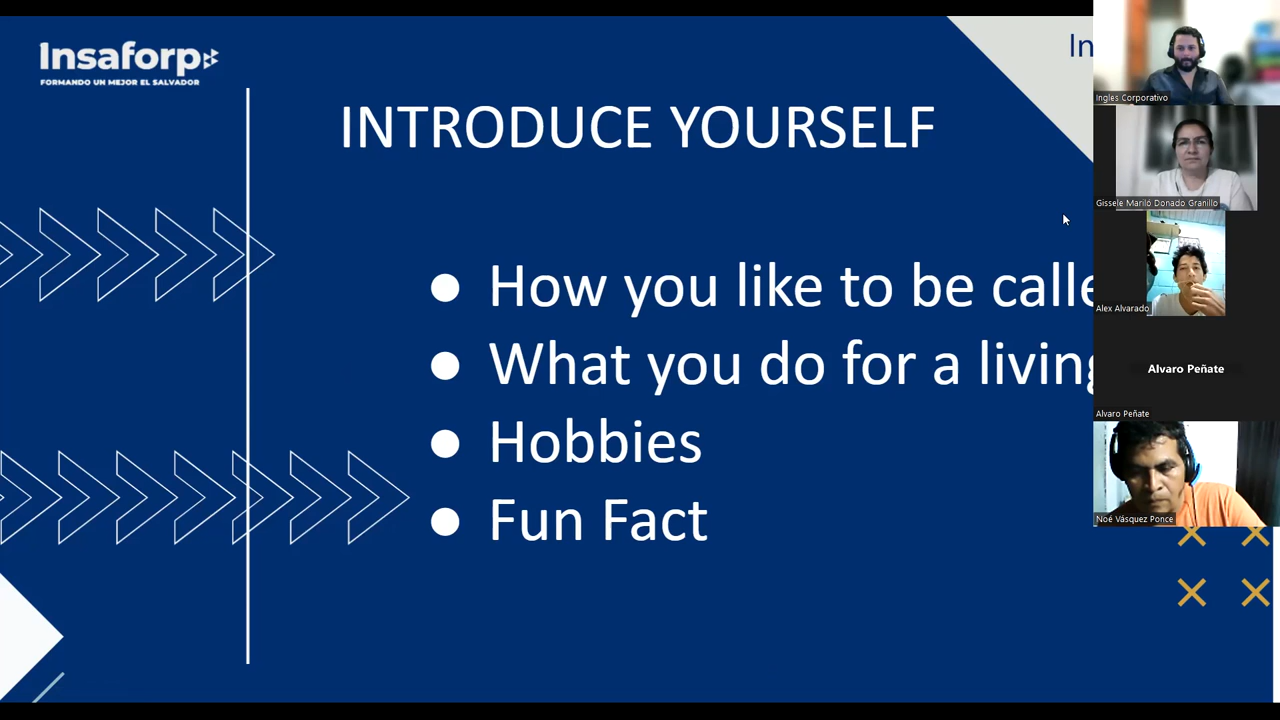 Insaforp
FORMANDO UN MEJOR EL SALVADOR
In
INTRODUCE YOURSELF
● How you like to be calle
● What you do for a living
● Hobbies
● Fun Fact
Ingles Corporativo
Gissele Mariló Donado Granillo
Alex Alvarado
Alvaro Peñate
Alvaro Peñate
Noé Vásquez Ponce